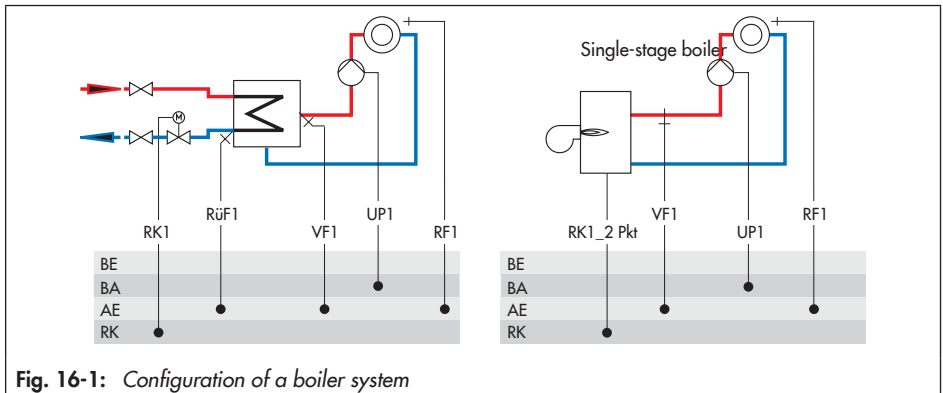 Single-stage boiler
M
RK1
RüF1
VF1
UP1
RF1
BE
BA
AE
RK
RK1_2 Pkt
VF1
UP1
RF1
BE
BA
AE
RK
Fig. 16-1: Configuration of a boiler system